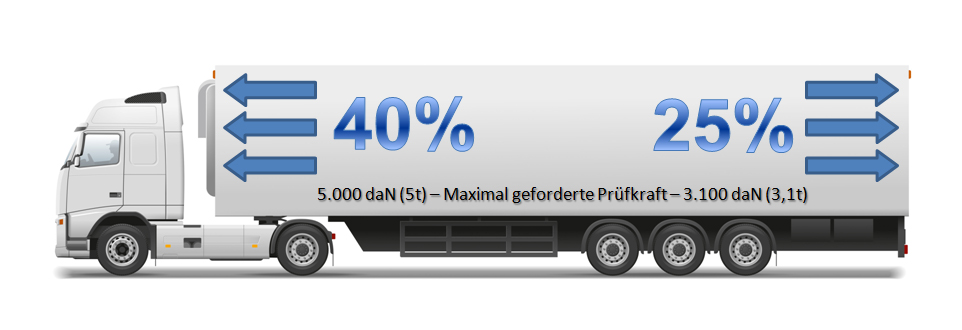 40% 25%
5.000 daN (5t) – Maximal geforderte Prüfkraft – 3.100 daN (3,1t)